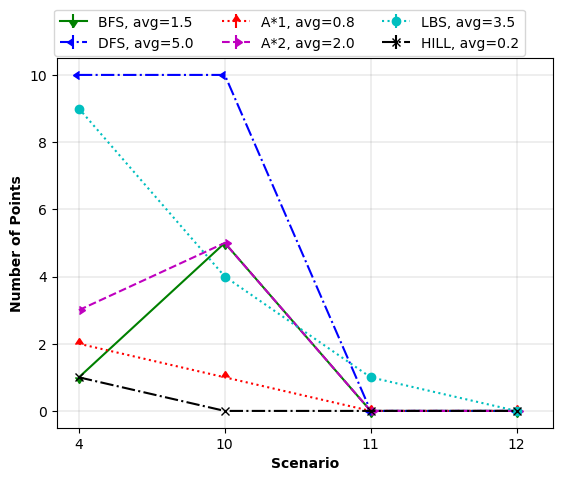 BFS, avg=1.5 A*1, avg=0.8 LBS, avg=3.5
DFS, avg=5.0 A*2, avg=2.0 HILL, avg=0.2
10
8
6
4
2
0
Number of Points
4 10 11 12
Scenario